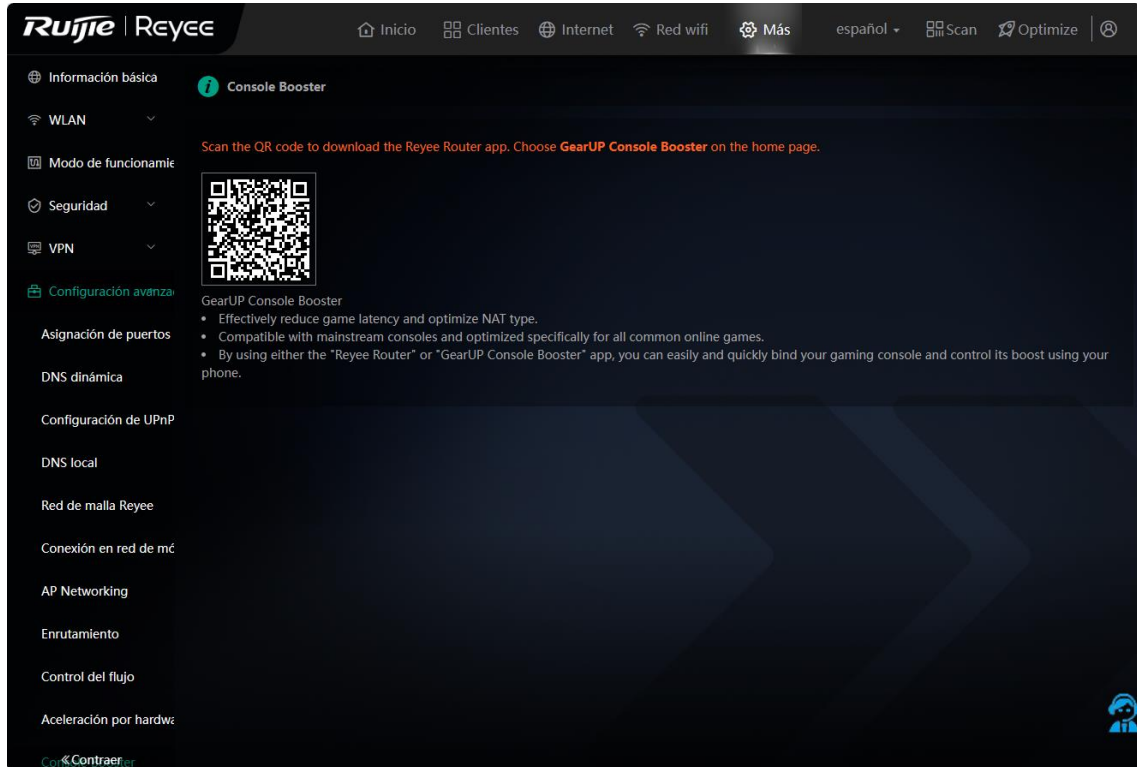 Ruijie | Reyee
Inicio
Clientes
Internet
Red wifi
Más
español
Scan
Optimize
Información básica
WLAN
Modo de funcionamie
Seguridad
VPN
Configuración avanza
Asignación de puertos
DNS dinámica
Configuración de UPnP
DNS local
Red de malla Reyee
Conexión en red de mó
AP Networking
Enrutamiento
Control del flujo
Aceleración por hardwa
«Contraer
Console Booster
Scan the QR code to download the Reyee Router app. Choose GearUP Console Booster on the home page.
GearUP Console Booster
• Effectively reduce game latency and optimize NAT type.
• Compatible with mainstream consoles and optimized specifically for all common online games.
• By using either the "Reyee Router" or "GearUP Console Booster" app, you can easily and quickly bind your gaming console and control its boost using your
phone.